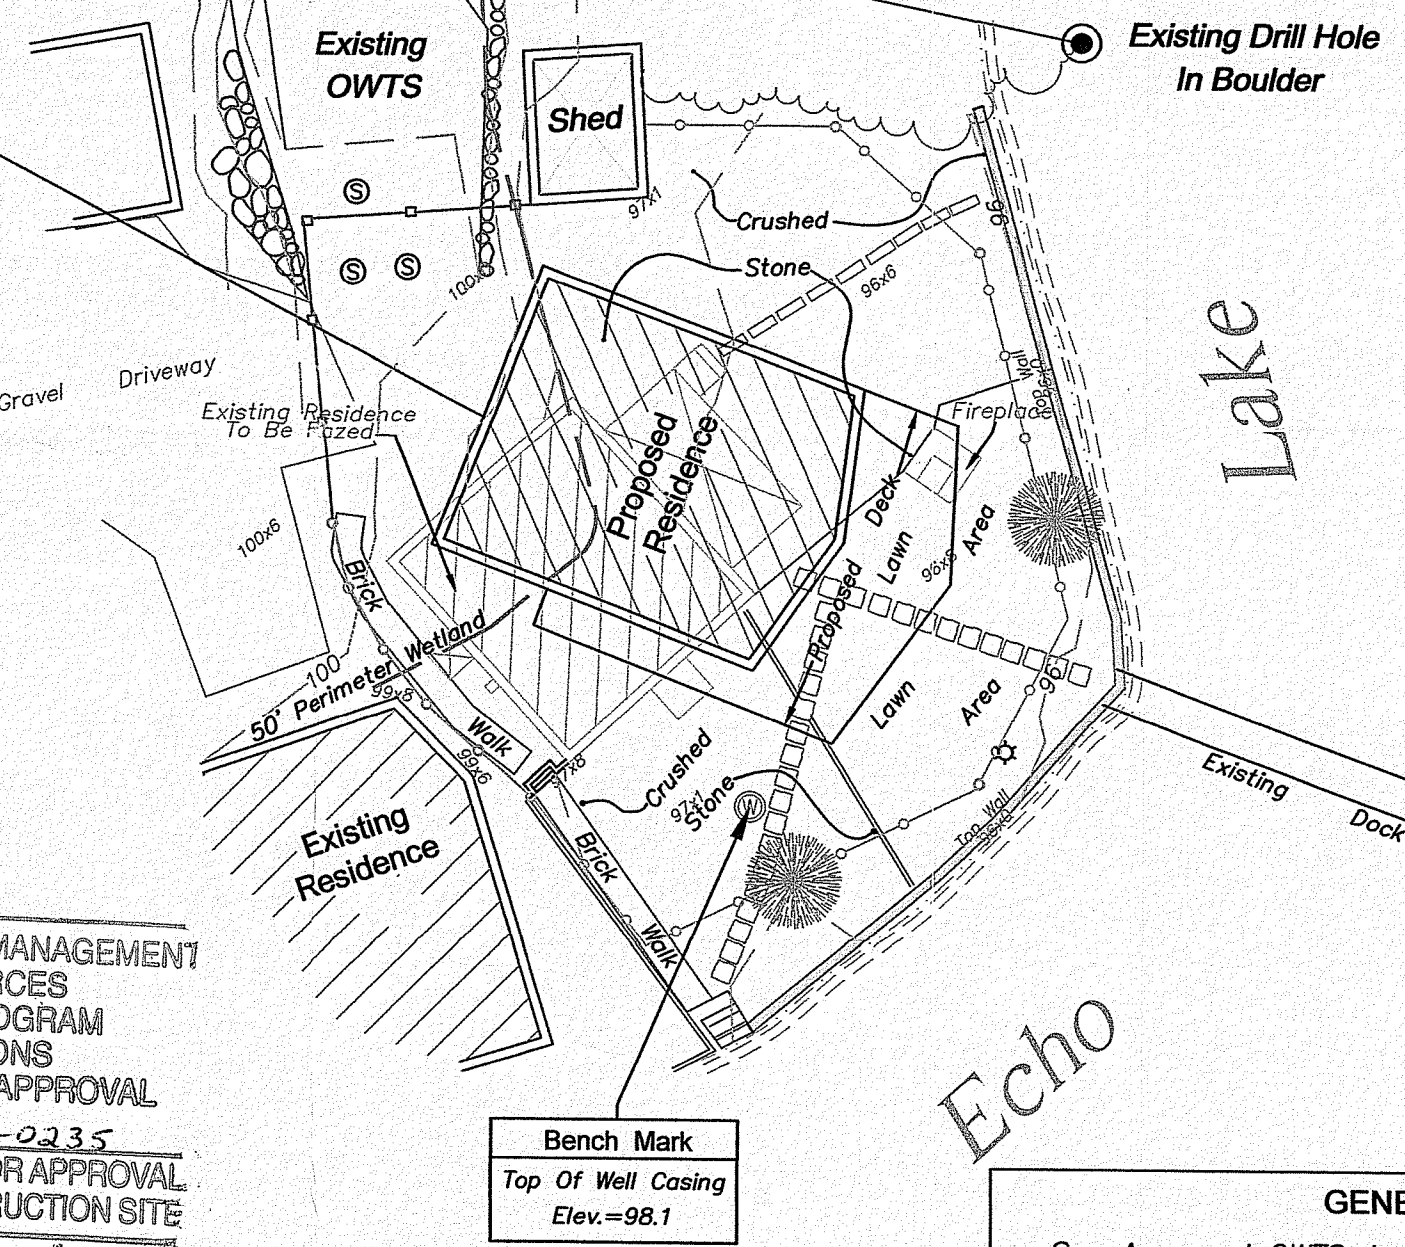 Existing
OWTS
Existing Drill Hole
In Boulder
Shed
S
S
S
97x1
96
Crushed
Stone
96x6
Lake
Gravel
Driveway
Existing Residence
To Be Razed
Fireplace
Wall
Proposed
Residence
Deck
Lawn
Area
100x6
Brick
Proposed
50' Perimeter Wetland
100
99x8
Walk
99x6
97x8
Lawn
Area
96
Crushed
Stone
97x1
W
Top Wall
Existing
Dock
Existing
Residence
Brick
Walk
MANAGEMENT
RCES
OGRAM
ONS
APPROVAL
-0235
OR APPROVAL
RUCTION SITE
Echo
Bench Mark
Top Of Well Casing
Elev.=98.1
GENE